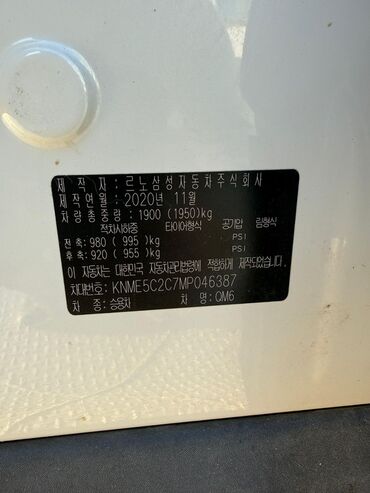 제 작 자 : 르노삼성자동차주식회사
제작연월 : 2020년 11월
차량총중량 : 1900 (1950)kg
적차시하중 타이어형식 공기압 림형식
전 축: 980 ( 995)kg PSI
후 축: 920 ( 955)kg PSI
이 자동차는 대한민국 자동차관리법령에 적합하게 제작되었습니다.
차대번호: KNME5C2C7MP046387
차 종: 승용차 차 명: QM6